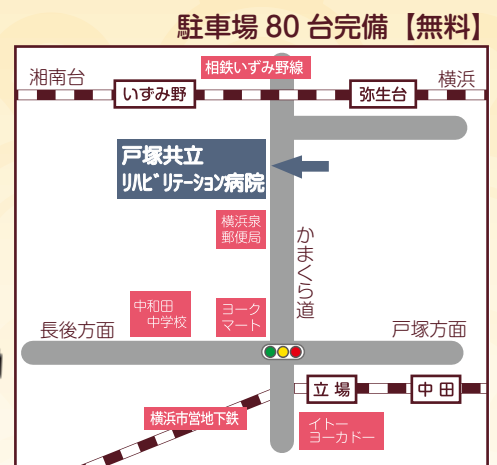 駐車場 80 台完備【無料】
相鉄いずみ野線
湘南台
横浜
いずみ野
弥生台
戸塚共立
リハビリテーション病院
横浜泉
郵便局
かまくら道
中和田
中学校
ヨーク
マート
長後方面
戸塚方面
立場
中田
横浜市営地下鉄
イトー
ヨーカドー